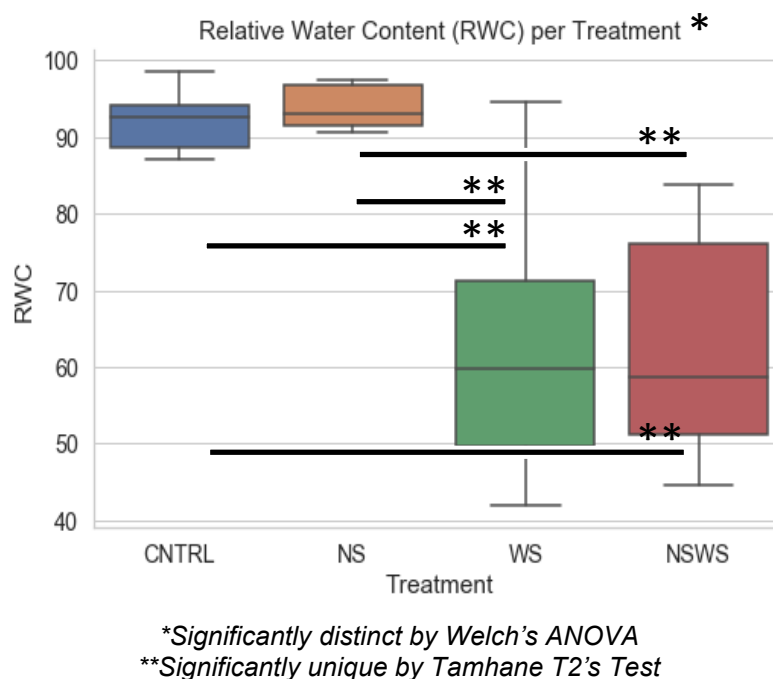 Relative Water Content (RWC) per Treatment *
100
90
**
**
80
**
RWC
70
60
50
**
40
CNTRL NS WS NSWS
Treatment
*Significantly distinct by Welch's ANOVA
**Significantly unique by Tamhane T2's Test